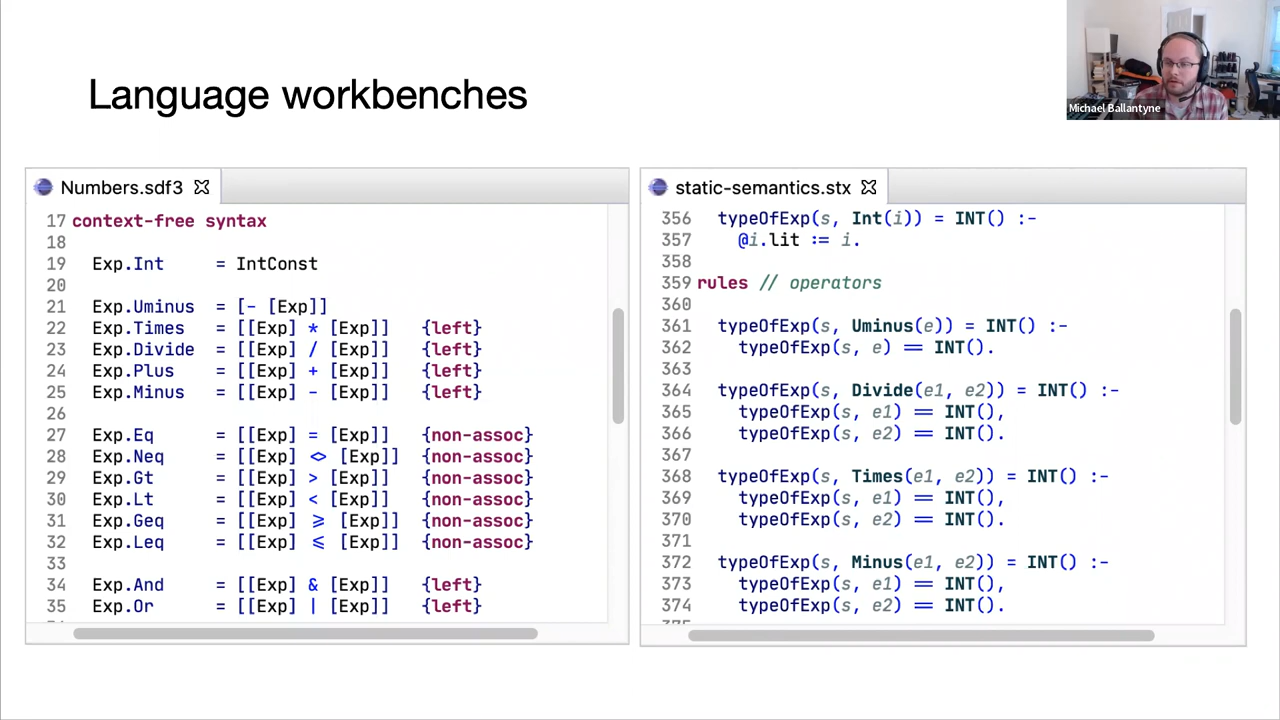 Language workbenches
Michael Ballantyne
Numbers.sdf3
17 context-free syntax
18
19 Exp.Int = IntConst
20
21 Exp.Uminus = [- [Exp]]
22 Exp.Times = [[Exp] * [Exp]] {left}
23 Exp.Divide = [[Exp] / [Exp]] {left}
24 Exp.Plus = [[Exp] + [Exp]] {left}
25 Exp.Minus = [[Exp] - [Exp]] {left}
26
27 Exp.Eq = [[Exp] = [Exp]] {non-assoc}
28 Exp.Neq = [[Exp] <> [Exp]] {non-assoc}
29 Exp.Gt = [[Exp] > [Exp]] {non-assoc}
30 Exp.Lt = [[Exp] < [Exp]] {non-assoc}
31 Exp.Geq = [[Exp] ⩾ [Exp]] {non-assoc}
32 Exp.Leq = [[Exp] ⩽ [Exp]] {non-assoc}
33
34 Exp.And = [[Exp] & [Exp]] {left}
35 Exp.Or = [[Exp] | [Exp]] {left}
static-semantics.stx
356 typeOfExp(s, Int(i)) = INT() :-
357 @i.lit := i.
358
359 rules // operators
360
361 typeOfExp(s, Uminus(e)) = INT() :-
362 typeOfExp(s, e) == INT().
363
364 typeOfExp(s, Divide(e1, e2)) = INT() :-
365 typeOfExp(s, e1) == INT(),
366 typeOfExp(s, e2) == INT().
367
368 typeOfExp(s, Times(e1, e2)) = INT() :-
369 typeOfExp(s, e1) == INT(),
370 typeOfExp(s, e2) == INT().
371
372 typeOfExp(s, Minus(e1, e2)) = INT() :-
373 typeOfExp(s, e1) == INT(),
374 typeOfExp(s, e2) == INT().